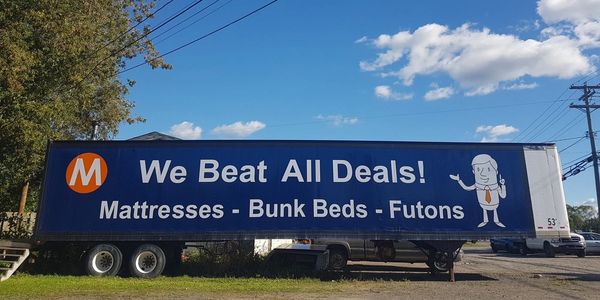 M
We Beat All Deals!
Mattresses - Bunk Beds - Futons
53'